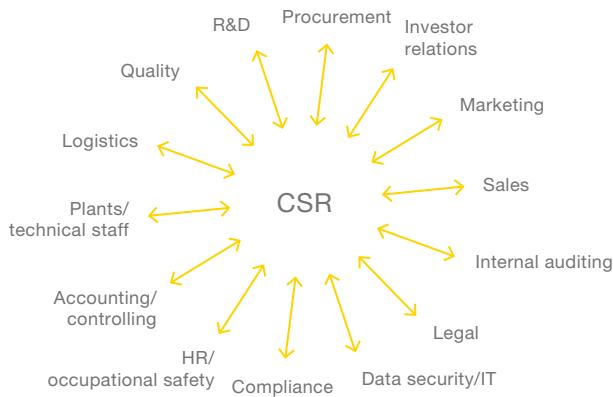 Procurement
R&D
Investor
relations
Quality
Marketing
Logistics
Sales
CSR
Plants/
technical staff
Internal auditing
Accounting/
controlling
Legal
HR/
occupational safety
Compliance
Data security/IT